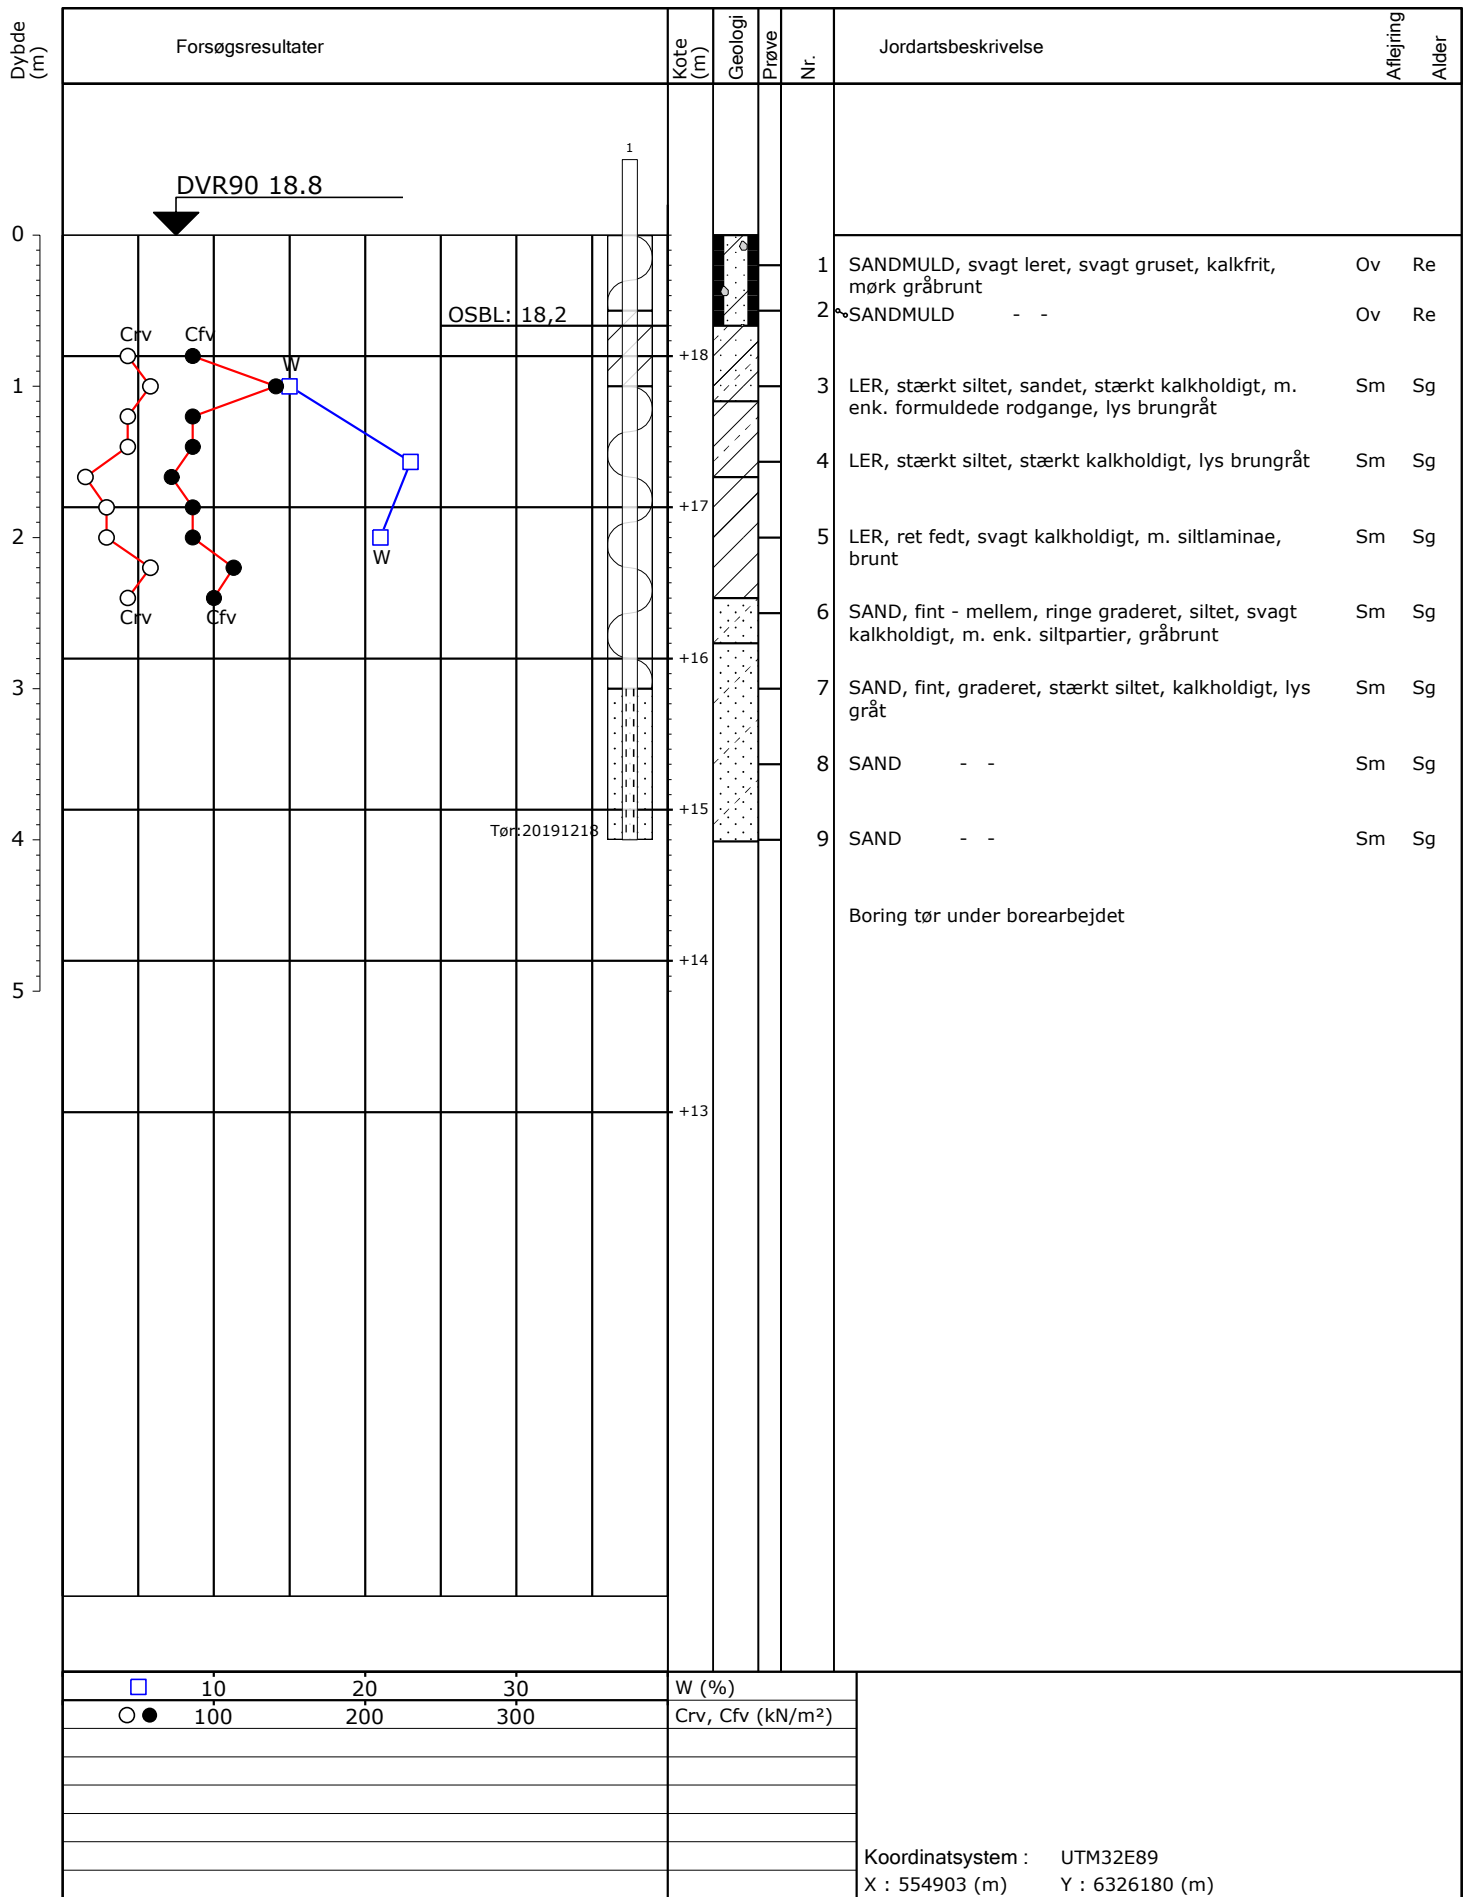 Dybde (m)
Forsøgsresultater
Kote (m)
Geologi
Prøve
Nr.
Jordartsbeskrivelse
Aflejring
Alder
1
DVR90 18.8
0
1 SANDMULD, svagt leret, svagt gruset, kalkfrit, Ov Re
mørk gråbrunt
OSBL: 18,2
2 SANDMULD - - Ov Re
Crv Cfv
+18
W
1
3 LER, stærkt siltet, sandet, stærkt kalkholdigt, m. Sm Sg
enk. formuldede rodgange, lys brungråt
4 LER, stærkt siltet, stærkt kalkholdigt, lys brungråt Sm Sg
+17
2
W
5 LER, ret fedt, svagt kalkholdigt, m. siltlaminae, Sm Sg
brunt
Crv Cfv
6 SAND, fint - mellem, ringe graderet, siltet, svagt Sm Sg
kalkholdigt, m. enk. siltpartier, gråbrunt
+16
3
7 SAND, fint, graderet, stærkt siltet, kalkholdigt, lys Sm Sg
gråt
8 SAND - - Sm Sg
+15
Tør:20191218
4
9 SAND - - Sm Sg
Boring tør under borearbejdet
+14
5
+13
10 20 30 W (%)
100 200 300 Crv, Cfv (kN/m²)
Koordinatsystem : UTM32E89
X : 554903 (m) Y : 6326180 (m)